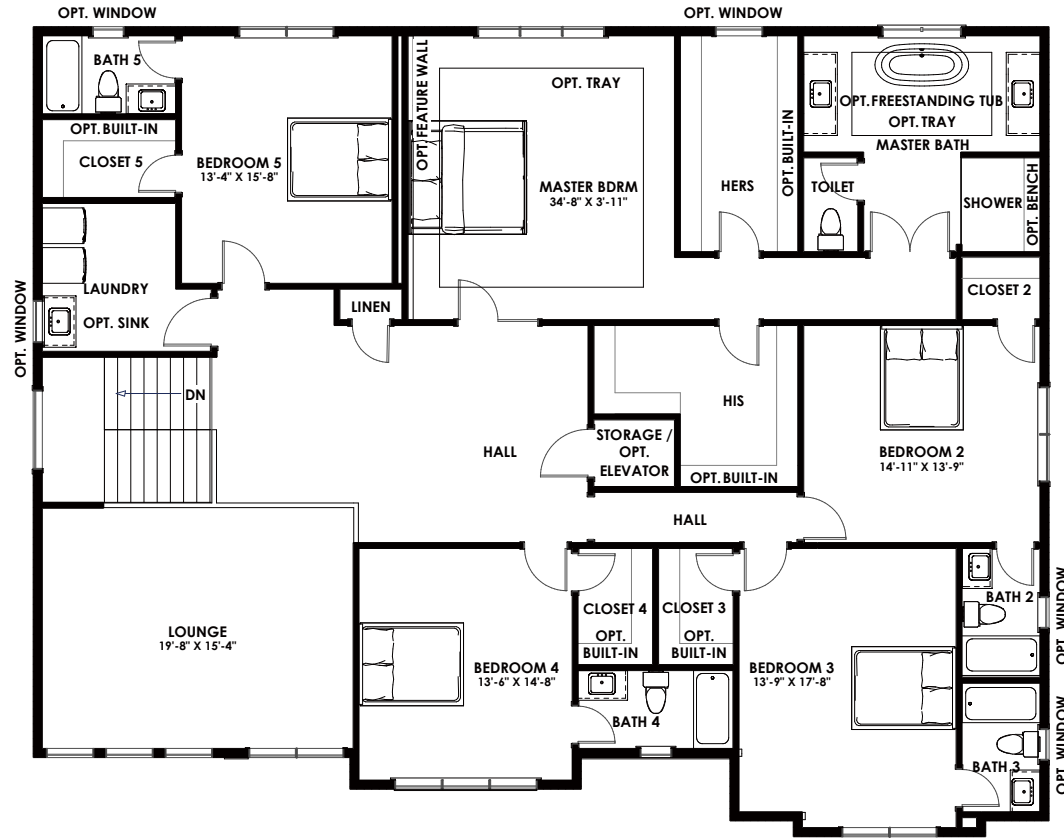 OPT. WINDOW
OPT. WINDOW
BATH 5
OPT. BUILT-IN
CLOSET 5
BEDROOM 5
13'-4" X 15'-8"
OPT. FEATURE WALL
OPT. TRAY
MASTER BDRM
34'-8" X 3'-11"
HERS
OPT. BUILT-IN
OPT. FREESTANDING TUB
OPT. TRAY
MASTER BATH
TOILET
SHOWER
OPT. BENCH
CLOSET 2
OPT. WINDOW
LAUNDRY
OPT. SINK
LINEN
DN
HALL
STORAGE /
OPT.
ELEVATOR
HIS
OPT. BUILT-IN
BEDROOM 2
14'-11" X 13'-9"
HALL
LOUNGE
19'-8" X 15'-4"
BEDROOM 4
13'-6" X 14'-8"
CLOSET 4
OPT.
BUILT-IN
CLOSET 3
OPT.
BUILT-IN
BATH 4
BEDROOM 3
13'-9" X 17'-8"
BATH 2
OPT. WINDOW
BATH 3
OPT. WINDOW